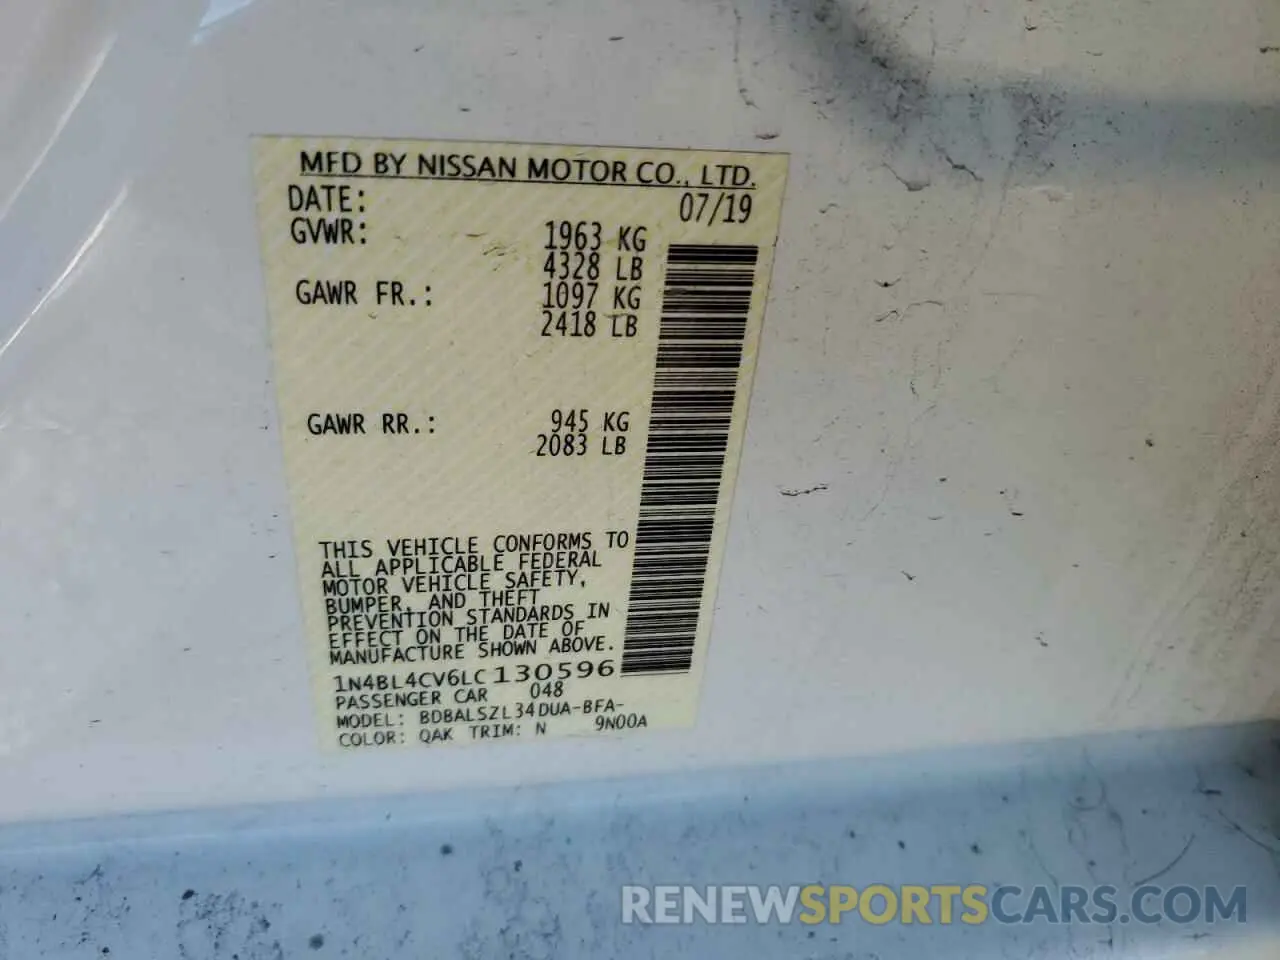 MFD BY NISSAN MOTOR CO., LTD.
DATE: 07/19
GVWR: 1963 KG
4328 LB
GAWR FR.: 1097 KG
2418 LB
GAWR RR.: 945 KG
2083 LB
THIS VEHICLE CONFORMS TO
ALL APPLICABLE FEDERAL
MOTOR VEHICLE SAFETY,
BUMPER, AND THEFT
PREVENTION STANDARDS IN
EFFECT ON THE DATE OF
MANUFACTURE SHOWN ABOVE.
1N4BL4CV6LC130596
PASSENGER CAR 048
MODEL: BDBALSZL34DUA-BFA-
COLOR: QAK TRIM: N 9N00A
RENEWSPORTSCARS.COM